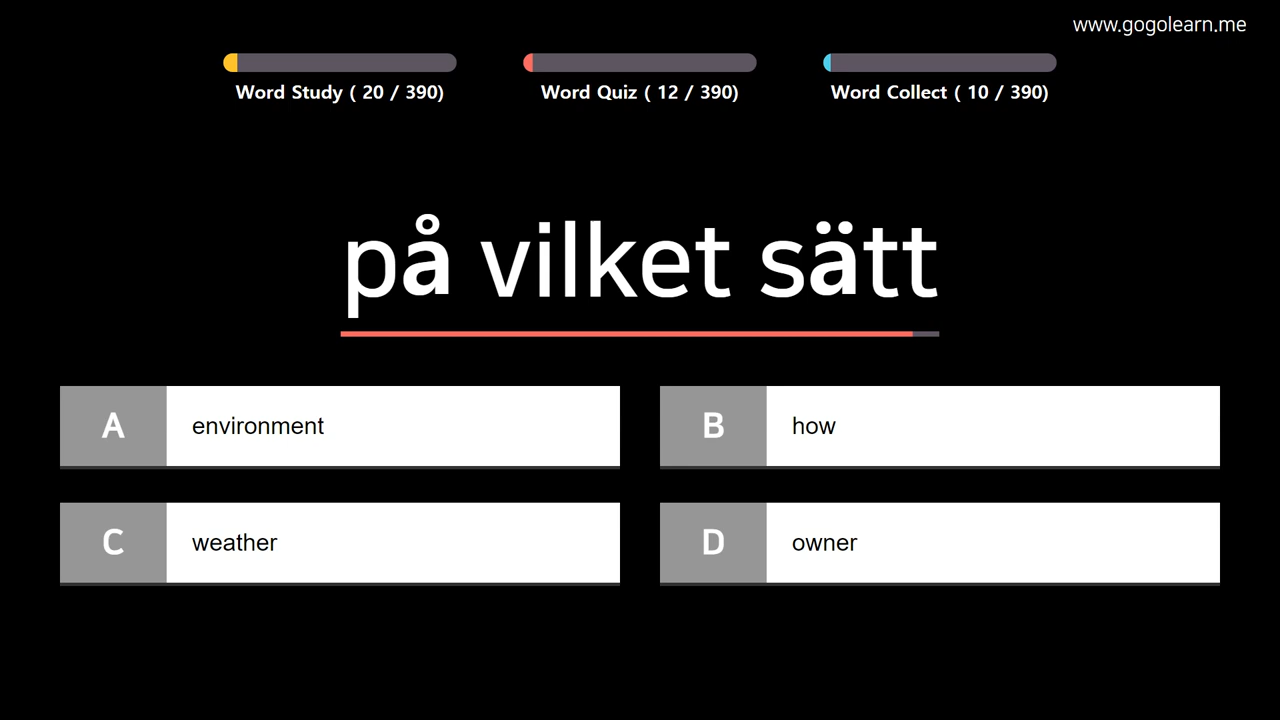 www.gogolearn.me
Word Study ( 20 / 390)
Word Quiz ( 12 / 390)
Word Collect ( 10 / 390)
på vilket sätt
A environment
B how
C weather
D owner